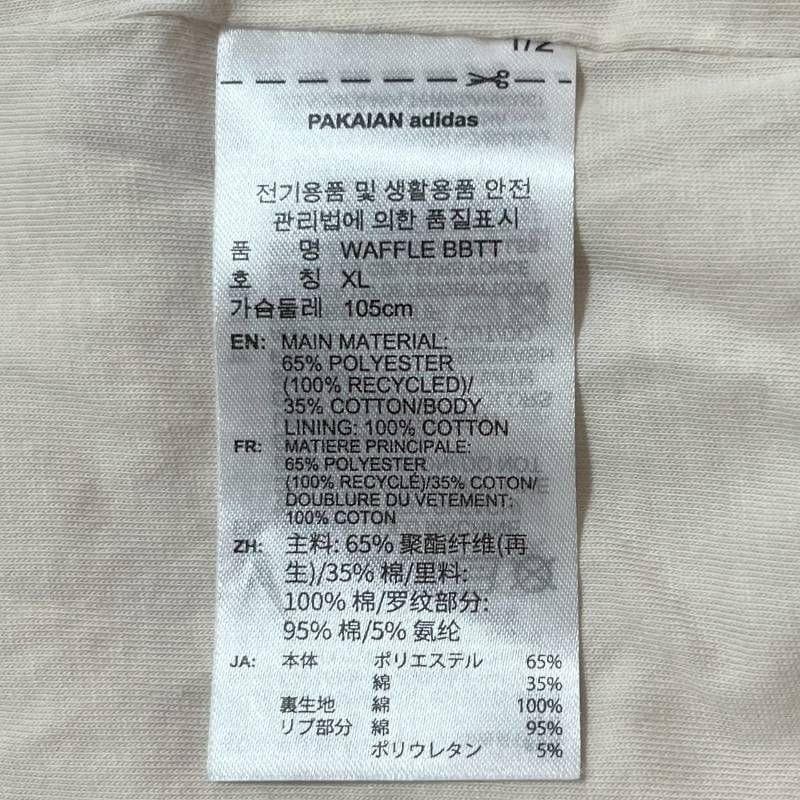 1/2
PAKAIAN adidas
전기용품 및 생활용품 안전
관리법에 의한 품질표시
품 명 WAFFLE BBTT
호 칭 XL
가슴둘레 105cm
EN: MAIN MATERIAL:
65% POLYESTER
(100% RECYCLED)/
35% COTTON/BODY
LINING: 100% COTTON
FR: MATIERE PRINCIPALE:
65% POLYESTER
(100% RECYCLÉ)/35% COTON/
DOUBLURE DU VETEMENT:
100% COTON
ZH: 主料: 65% 聚酯纤维(再
生)/35% 棉/里料:
100% 棉/罗纹部分:
95% 棉/5% 氨纶
JA: 本体 ポリエステル 65%
綿 35%
裏生地 綿 100%
リブ部分 綿 95%
ポリウレタン 5%